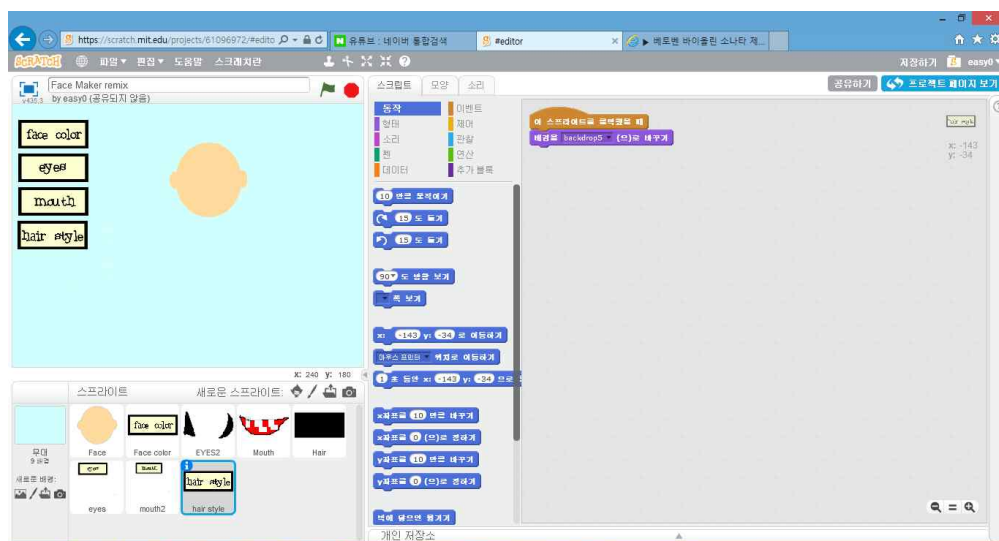 https://scratch.mit.edu/projects/61096972/#edito
유튜브 : 네이버 통합검색
#editor
베토벤 바이올린 소나타 제...
SCRATCH
파일
편집
도움말
스크래치란
저장하기
easy0
Face Maker remix
by easy0 (공유되지 않음)
v435.3
스크립트
모양
소리
공유하기
프로젝트 페이지 보기
face color
eyes
mouth
hair style
동작
이벤트
형태
제어
소리
관찰
펜
연산
데이터
추가 블록
10 만큼 움직이기
15 도 돌기
15 도 돌기
90 도 방향 보기
쪽 보기
x: -143 y: -34 로 이동하기
마우스 포인터 위치로 이동하기
1 초 동안 x: -143 y: -34 으로
x좌표를 10 만큼 바꾸기
x좌표를 0 (으)로 정하기
y좌표를 10 만큼 바꾸기
y좌표를 0 (으)로 정하기
벽에 닿으면 튕기기
이 스프라이트를 클릭했을 때
배경을 backdrop5 (으)로 바꾸기
hair style
x: -143
y: -34
X: 240 y: 180
스프라이트
새로운 스프라이트:
무대
9 배경
새로운 배경:
face color
Face
Face color
EYES2
Mouth
Hair
eyes
mouth
hair style
eyes
mouth2
hair style
개인 저장소